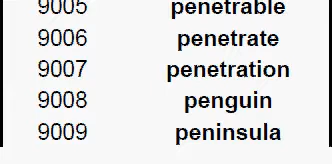 9005 penetrable
9006 penetrate
9007 penetration
9008 penguin
9009 peninsula